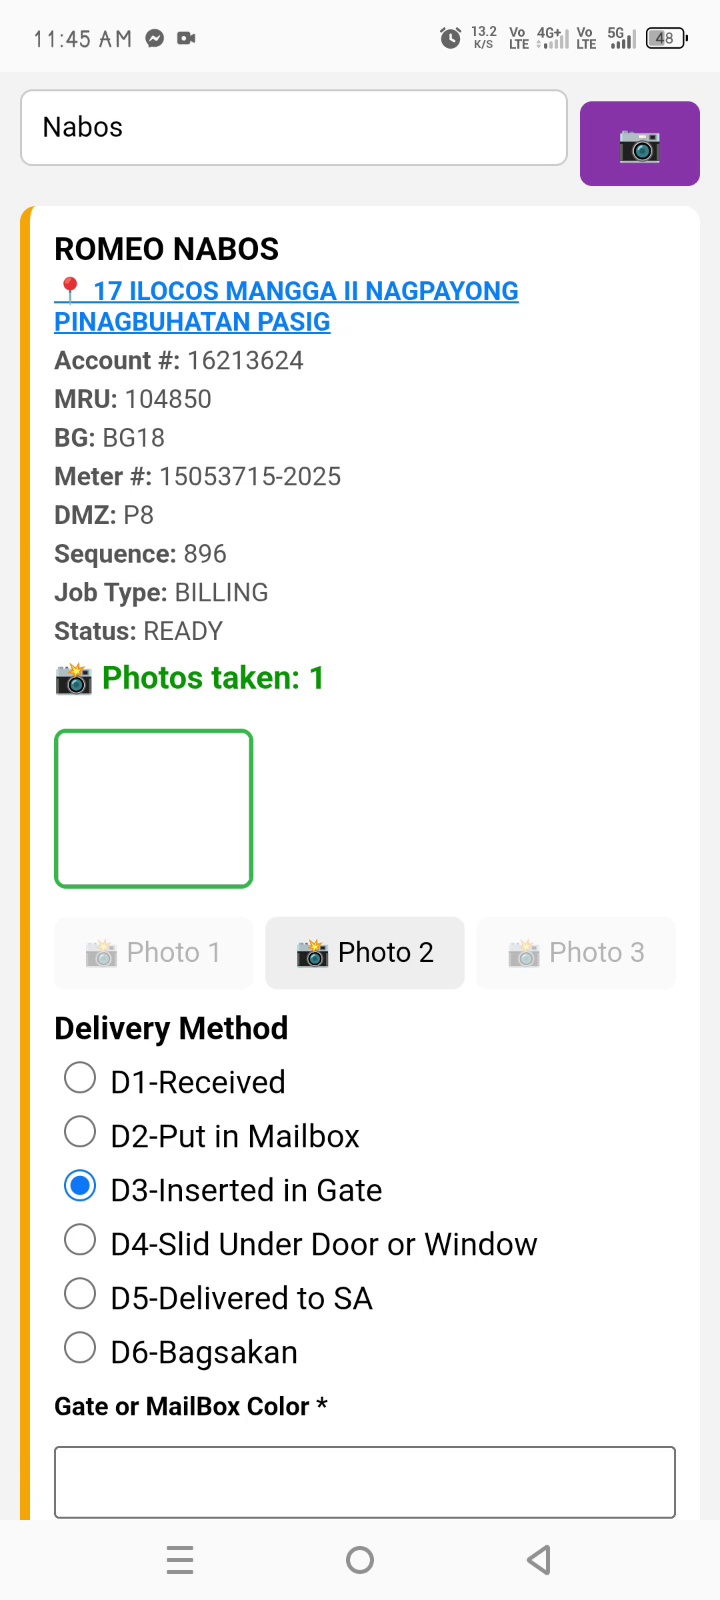 11:45 AM
13.2 K/S Vo LTE 4G+ Vo LTE 5G 48
Nabos
ROMEO NABOS
17 ILOCOS MANGGA II NAGPAYONG
PINAGBUHATAN PASIG
Account #: 16213624
MRU: 104850
BG: BG18
Meter #: 15053715-2025
DMZ: P8
Sequence: 896
Job Type: BILLING
Status: READY
Photos taken: 1
Photo 1 Photo 2 Photo 3
Delivery Method
D1-Received
D2-Put in Mailbox
D3-Inserted in Gate
D4-Slid Under Door or Window
D5-Delivered to SA
D6-Bagsakan
Gate or MailBox Color *